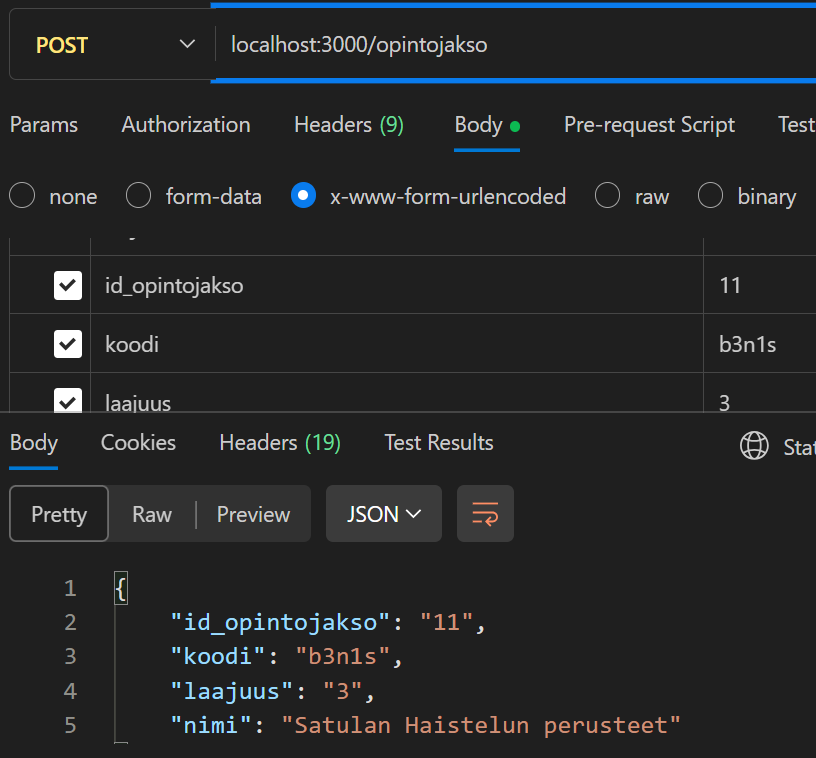 POST localhost:3000/opintojakso
Params Authorization Headers (9) Body Pre-request Script Test
none form-data x-www-form-urlencoded raw binary
id_opintojakso 11
koodi b3n1s
laajuus 3
Body Cookies Headers (19) Test Results
Pretty Raw Preview JSON
1 {
2 "id_opintojakso": "11",
3 "koodi": "b3n1s",
4 "laajuus": "3",
5 "nimi": "Satulan Haistelun perusteet"